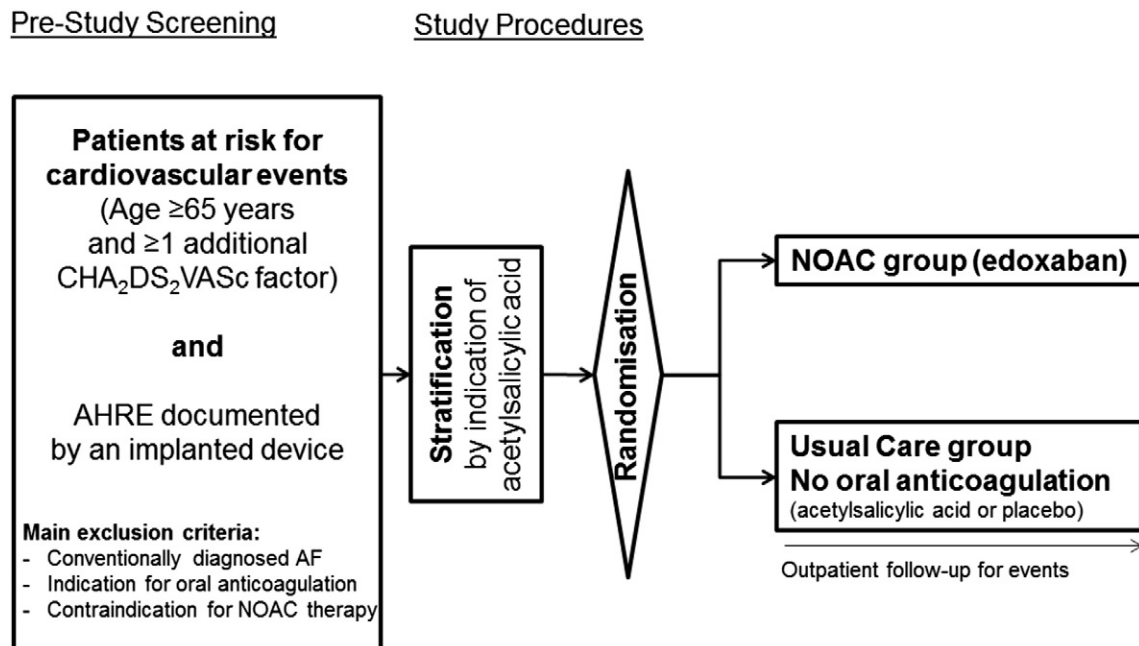 Pre-Study Screening
Study Procedures
Patients at risk for
cardiovascular events
(Age ≥65 years
and ≥1 additional
CHA₂DS₂VASc factor)
and
AHRE documented
by an implanted device
Main exclusion criteria:
- Conventionally diagnosed AF
- Indication for oral anticoagulation
- Contraindication for NOAC therapy
Stratification
by indication of
acetylsalicylic acid
Randomisation
NOAC group (edoxaban)
Usual Care group
No oral anticoagulation
(acetylsalicylic acid or placebo)
Outpatient follow-up for events